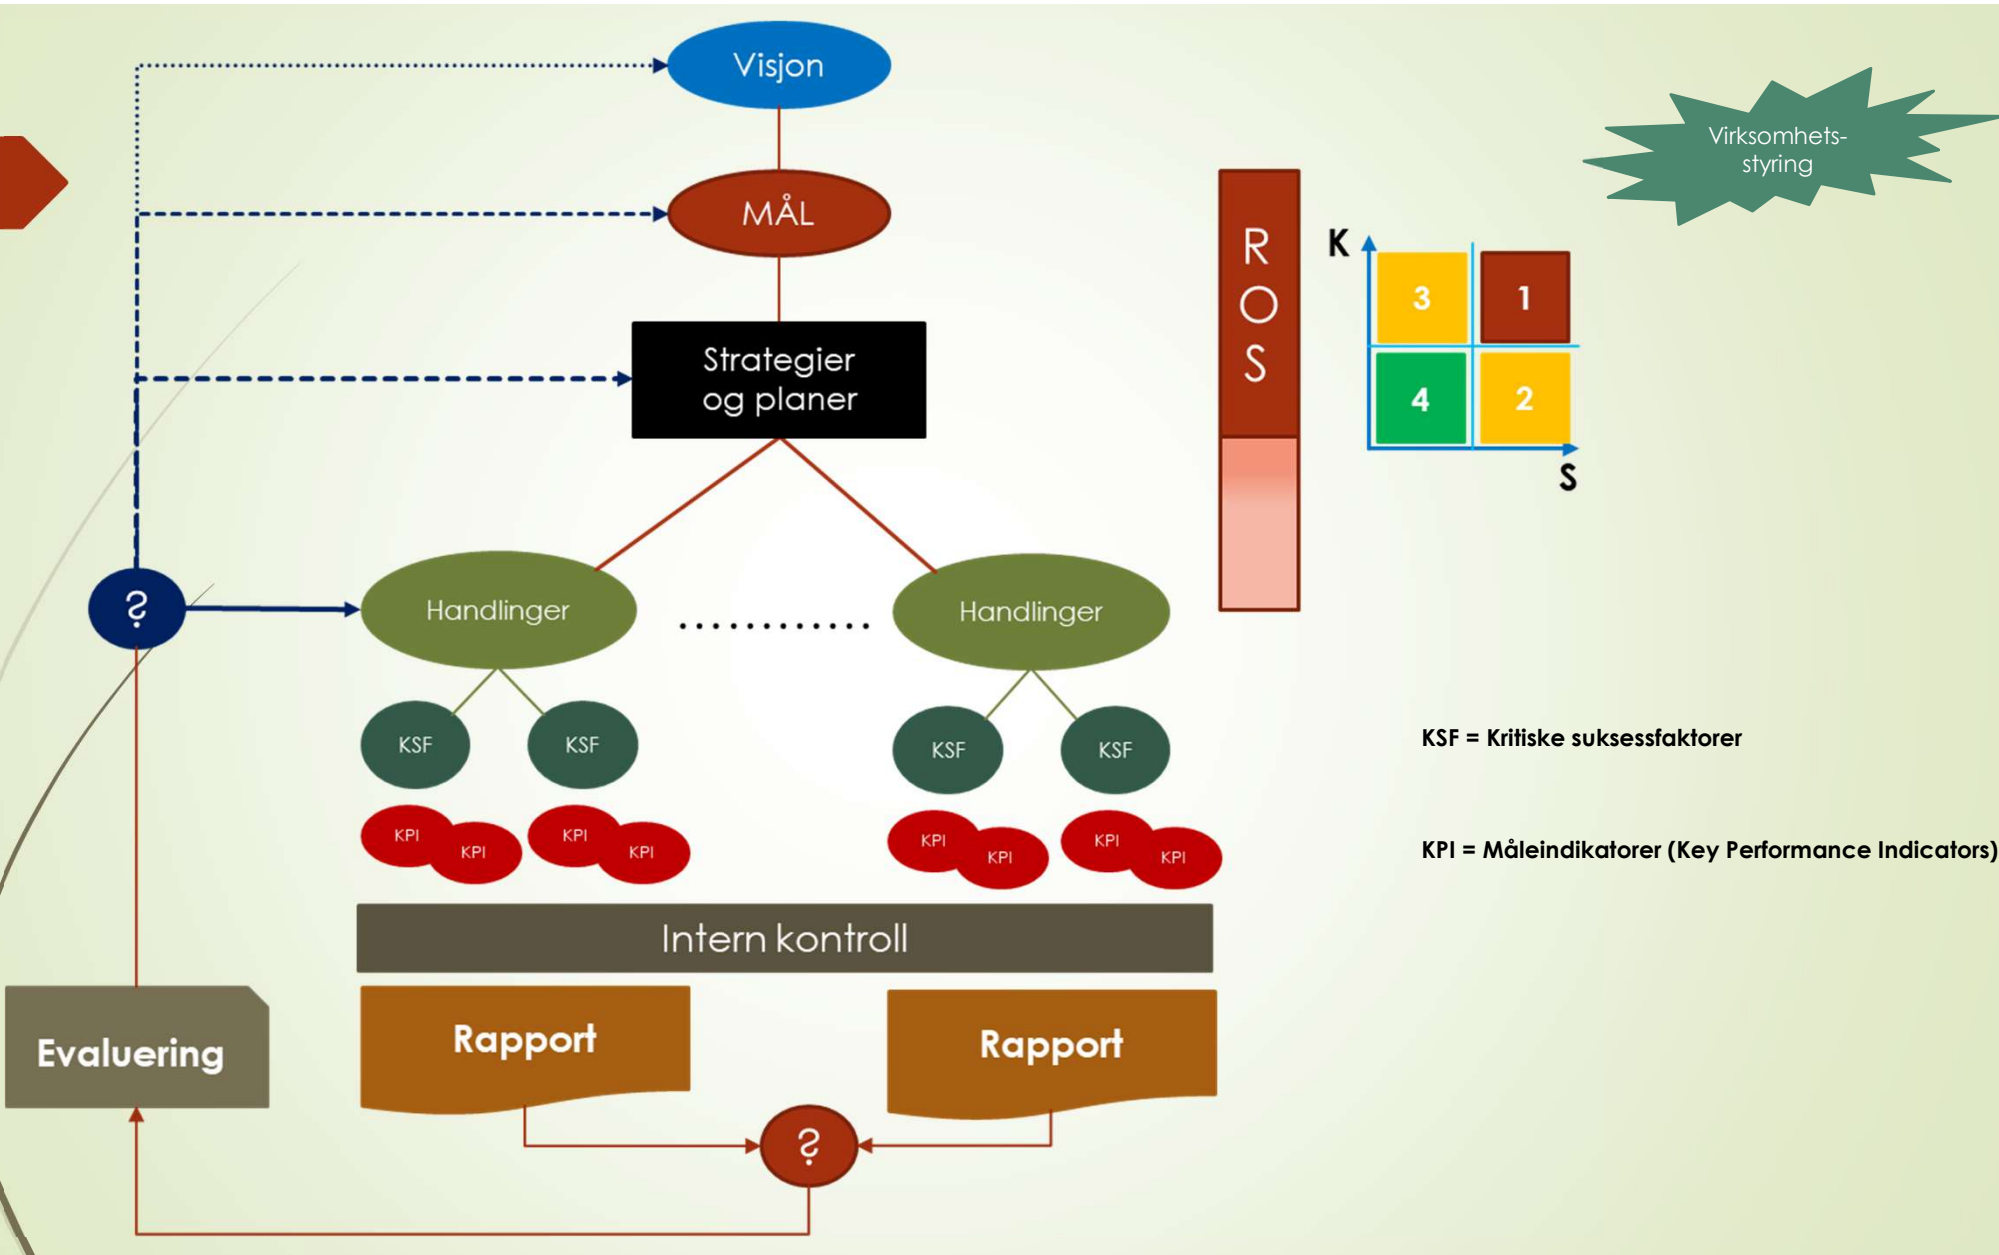 Visjon
Virksomhets-
styring
MÅL
R
O
S
K
3
1
4
2
S
Strategier
og planer
?
Handlinger
............
Handlinger
KSF
KSF
KSF
KSF
KSF = Kritiske suksessfaktorer
KPI
KPI
KPI
KPI
KPI
KPI
KPI
KPI
KPI = Måleindikatorer (Key Performance Indicators)
Intern kontroll
Evaluering
Rapport
Rapport
?